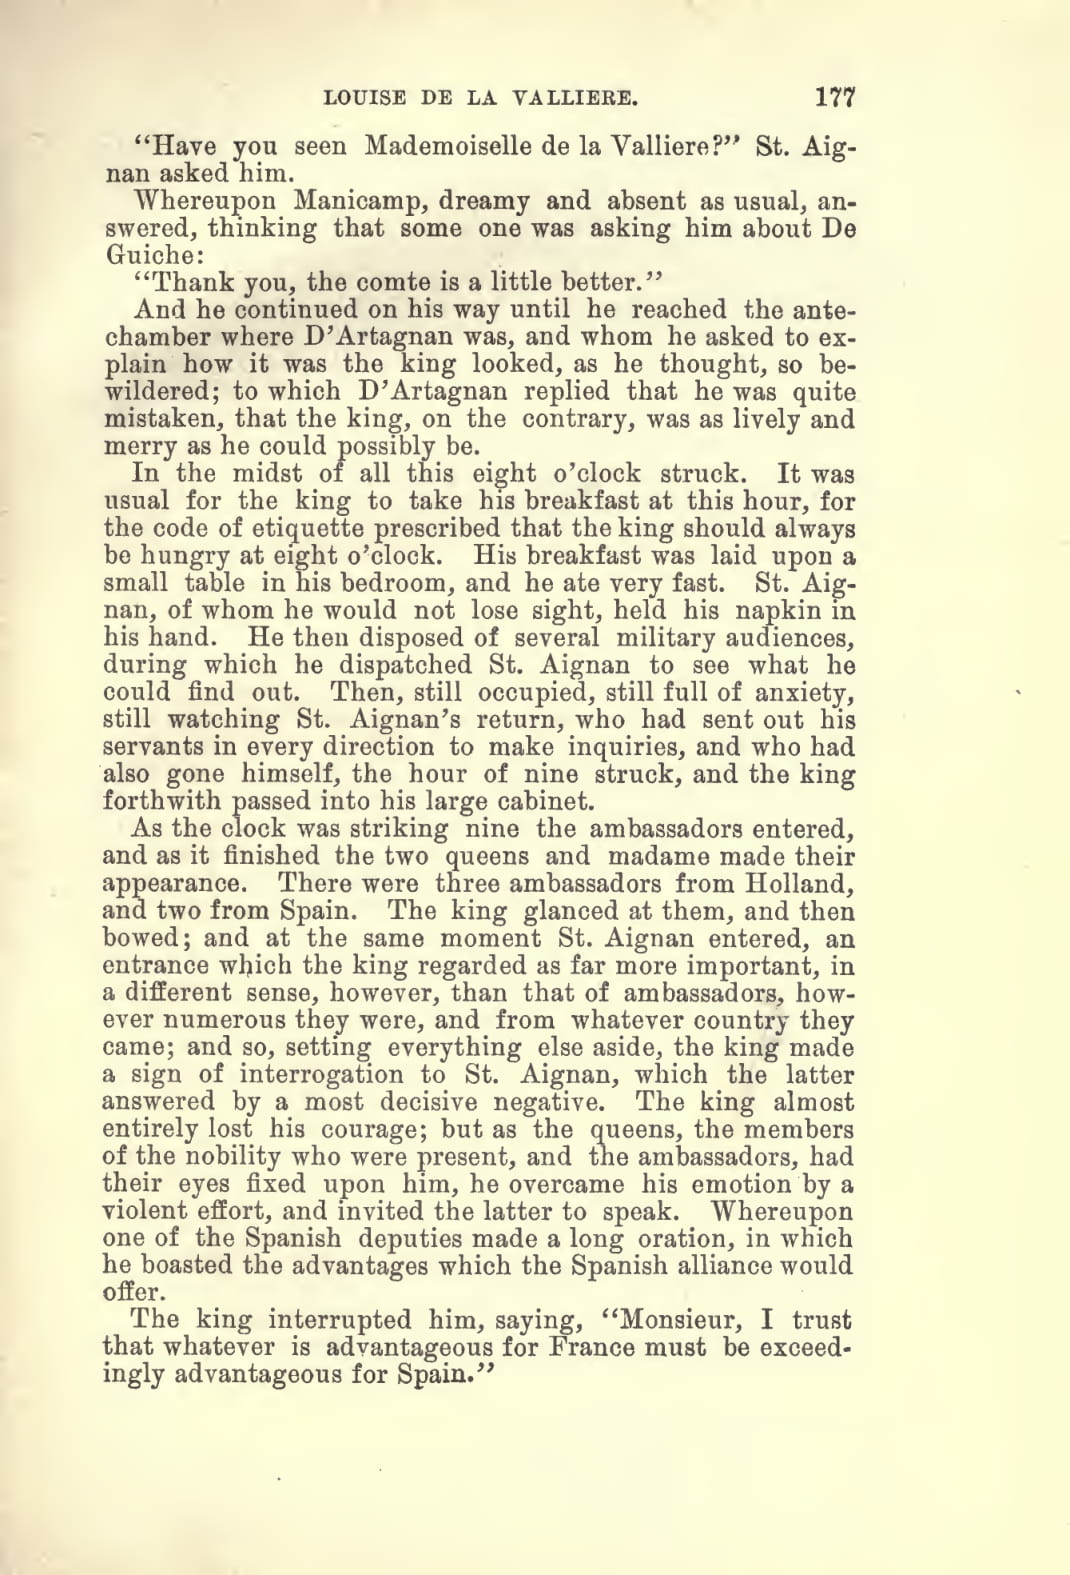 LOUISE DE LA VALLIERE. 177
“Have you seen Mademoiselle de la Valliere?” St. Aig-
nan asked him.
Whereupon Manicamp, dreamy and absent as usual, an-
swered, thinking that some one was asking him about De
Guiche:
“Thank you, the comte is a little better.”
And he continued on his way until he reached the ante-
chamber where D’Artagnan was, and whom he asked to ex-
plain how it was the king looked, as he thought, so be-
wildered; to which D’Artagnan replied that he was quite
mistaken, that the king, on the contrary, was as lively and
merry as he could possibly be.
In the midst of all this eight o’clock struck. It was
usual for the king to take his breakfast at this hour, for
the code of etiquette prescribed that the king should always
be hungry at eight o’clock. His breakfast was laid upon a
small table in his bedroom, and he ate very fast. St. Aig-
nan, of whom he would not lose sight, held his napkin in
his hand. He then disposed of several military audiences,
during which he dispatched St. Aignan to see what he
could find out. Then, still occupied, still full of anxiety,
still watching St. Aignan’s return, who had sent out his
servants in every direction to make inquiries, and who had
also gone himself, the hour of nine struck, and the king
forthwith passed into his large cabinet.
As the clock was striking nine the ambassadors entered,
and as it finished the two queens and madame made their
appearance. There were three ambassadors from Holland,
and two from Spain. The king glanced at them, and then
bowed; and at the same moment St. Aignan entered, an
entrance which the king regarded as far more important, in
a different sense, however, than that of ambassadors, how-
ever numerous they were, and from whatever country they
came; and so, setting everything else aside, the king made
a sign of interrogation to St. Aignan, which the latter
answered by a most decisive negative. The king almost
entirely lost his courage; but as the queens, the members
of the nobility who were present, and the ambassadors, had
their eyes fixed upon him, he overcame his emotion by a
violent effort, and invited the latter to speak. Whereupon
one of the Spanish deputies made a long oration, in which
he boasted the advantages which the Spanish alliance would
offer.
The king interrupted him, saying, “Monsieur, I trust
that whatever is advantageous for France must be exceed-
ingly advantageous for Spain.”